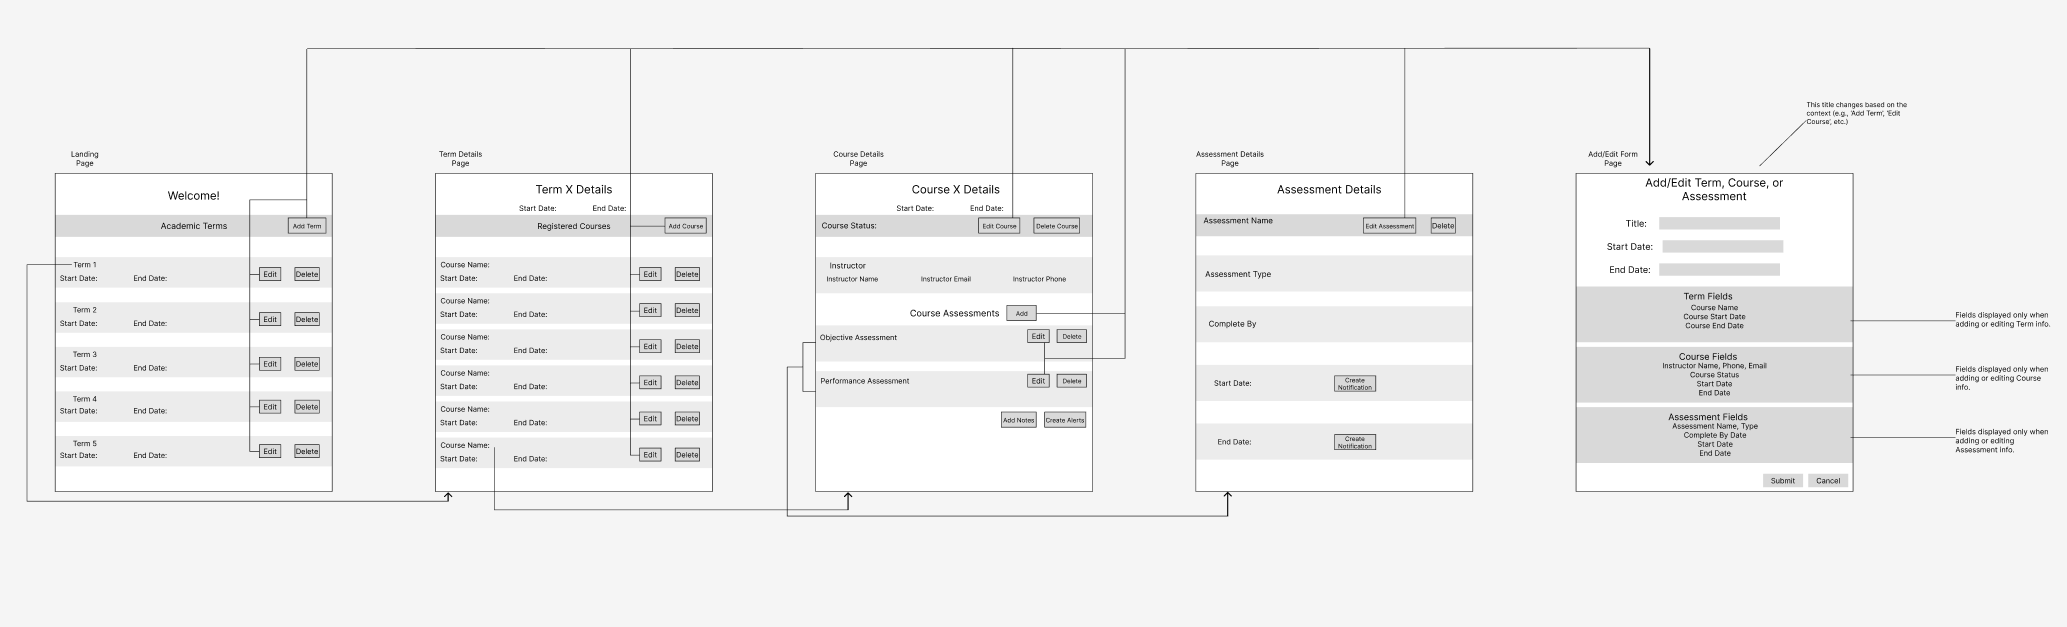 This title changes based on the
context (e.g., 'Add Term', 'Edit
Course', etc.)
Landing
Page
Welcome!
Academic Terms
Add Term
Term 1
Start Date:
End Date:
Edit
Delete
Term 2
Start Date:
End Date:
Edit
Delete
Term 3
Start Date:
End Date:
Edit
Delete
Term 4
Start Date:
End Date:
Edit
Delete
Term 5
Start Date:
End Date:
Edit
Delete
Term Details
Page
Term X Details
Start Date:
End Date:
Registered Courses
Add Course
Course Name:
Start Date:
End Date:
Edit
Delete
Course Name:
Start Date:
End Date:
Edit
Delete
Course Name:
Start Date:
End Date:
Edit
Delete
Course Name:
Start Date:
End Date:
Edit
Delete
Course Name:
Start Date:
End Date:
Edit
Delete
Course Name:
Start Date:
End Date:
Edit
Delete
Course Details
Page
Course X Details
Start Date:
End Date:
Course Status:
Edit Course
Delete Course
Instructor
Instructor Name
Instructor Email
Instructor Phone
Course Assessments
Add
Objective Assessment
Edit
Delete
Performance Assessment
Edit
Delete
Add Notes
Create Alerts
Assessment Details
Page
Assessment Details
Assessment Name
Edit Assessment
Delete
Assessment Type
Complete By
Start Date:
Create
Notification
End Date:
Create
Notification
Add/Edit Form
Page
Add/Edit Term, Course, or
Assessment
Title:
Start Date:
End Date:
Term Fields
Course Name
Course Start Date
Course End Date
Fields displayed only when
adding or editing Term info.
Course Fields
Instructor Name, Phone, Email
Course Status
Start Date
End Date
Fields displayed only when
adding or editing Course
info.
Assessment Fields
Assessment Name, Type
Complete By Date
Start Date
End Date
Fields displayed only when
adding or editing
Assessment info.
Submit
Cancel